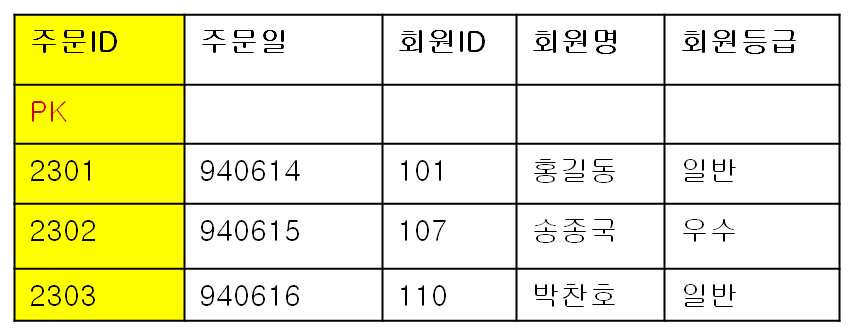 주문ID 주문일 회원ID 회원명 회원등급
PK
2301 940614 101 홍길동 일반
2302 940615 107 송종국 우수
2303 940616 110 박찬호 일반